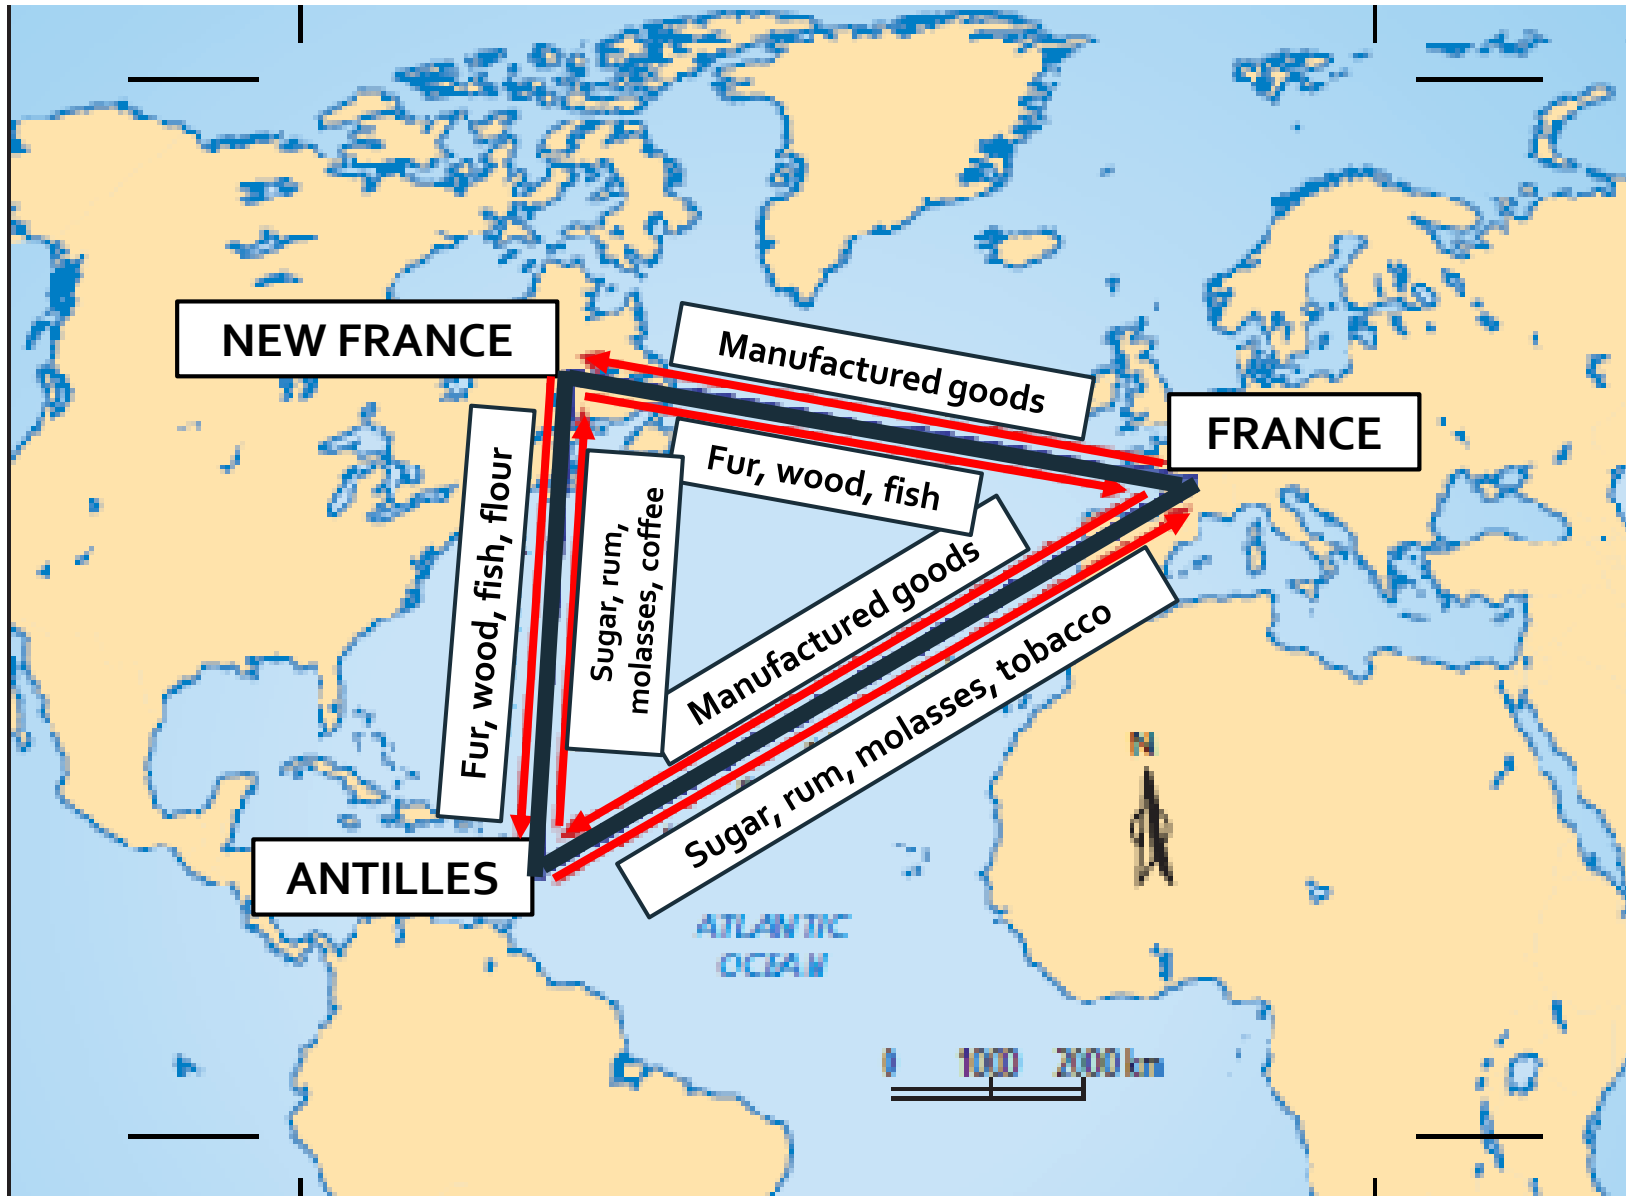 NEW FRANCE
Manufactured goods
FRANCE
Fur, wood, fish
Fur, wood, fish, flour
Sugar, rum,
molasses, coffee
Manufactured goods
Sugar, rum, molasses, tobacco
N
ANTILLES
ATLANTIC
OCEAN
0 1000 2000 km